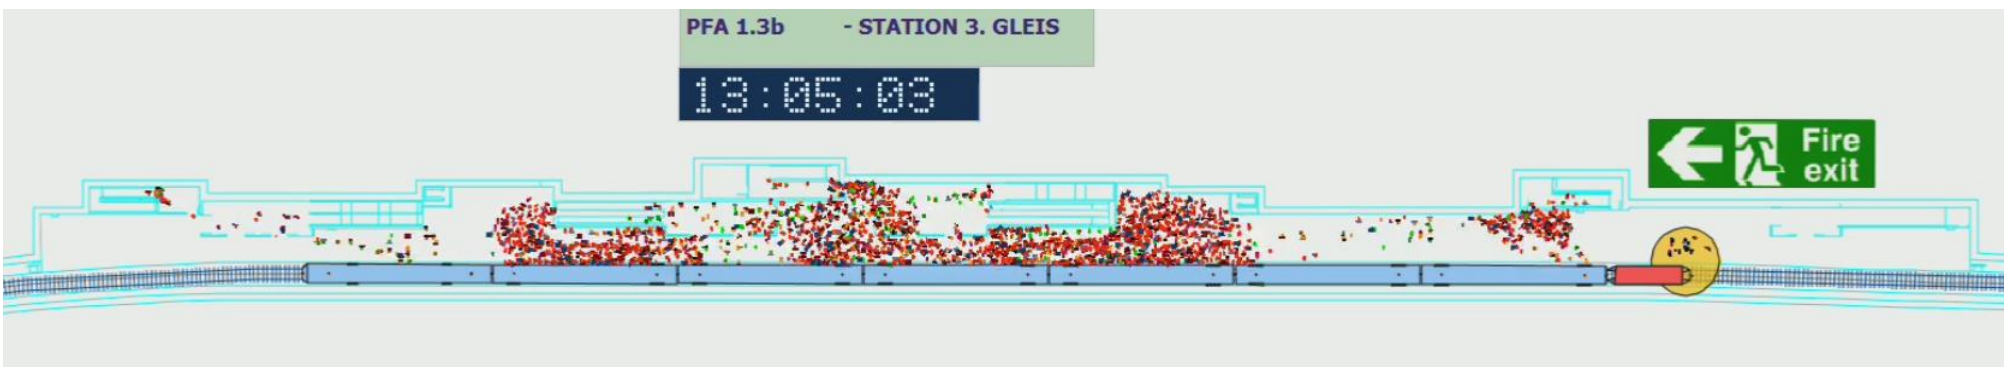 PFA 1.3b - STATION 3. GLEIS
13:05:03
Fire
exit